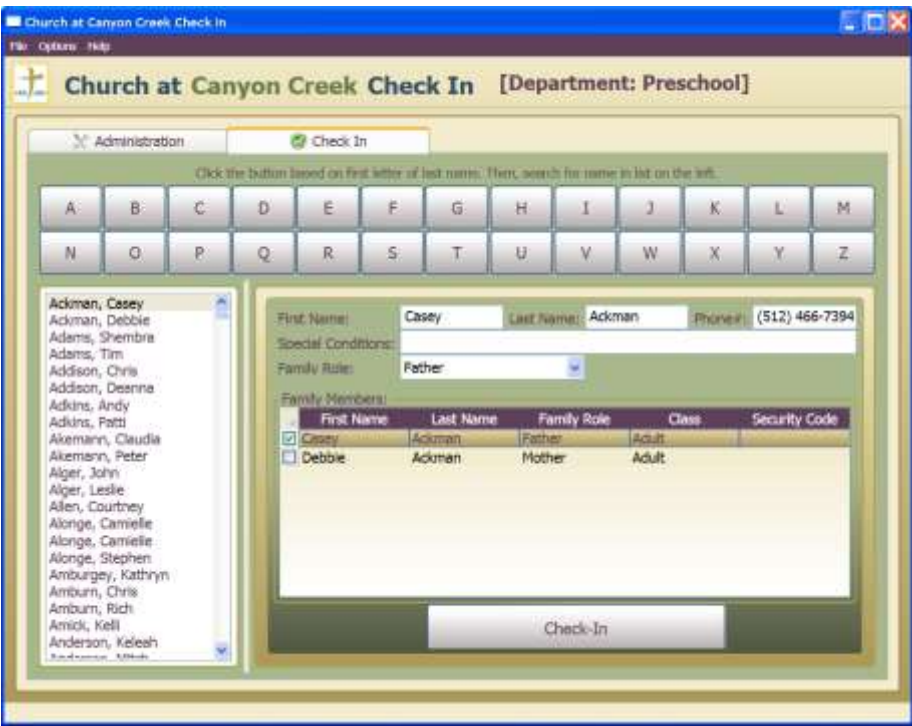 Church at Canyon Creek Check In
File Options Help
Church at Canyon Creek Check In [Department: Preschool]
Administration Check In
Click the button based on first letter of last name. Then, search for name in list on the left.
A B C D E F G H I J K L M
N O P Q R S T U V W X Y Z
Ackman, Casey
Ackman, Debbie
Adams, Shembra
Adams, Tim
Addison, Chris
Addison, Deanna
Adkins, Andy
Adkins, Patti
Akemann, Claudia
Akemann, Peter
Alger, John
Alger, Leslie
Allen, Courtney
Alonge, Camielle
Alonge, Camielle
Alonge, Stephen
Amburgey, Kathryn
Amburn, Chris
Amburn, Rich
Amick, Kelli
Anderson, Keleah
Anderson, Mitch
First Name: Casey Last Name: Ackman Phone#: (512) 466-7394
Special Conditions:
Family Role: Father
Family Members:
First Name Last Name Family Role Class Security Code
Casey Ackman Father Adult
Debbie Ackman Mother Adult
Check-In